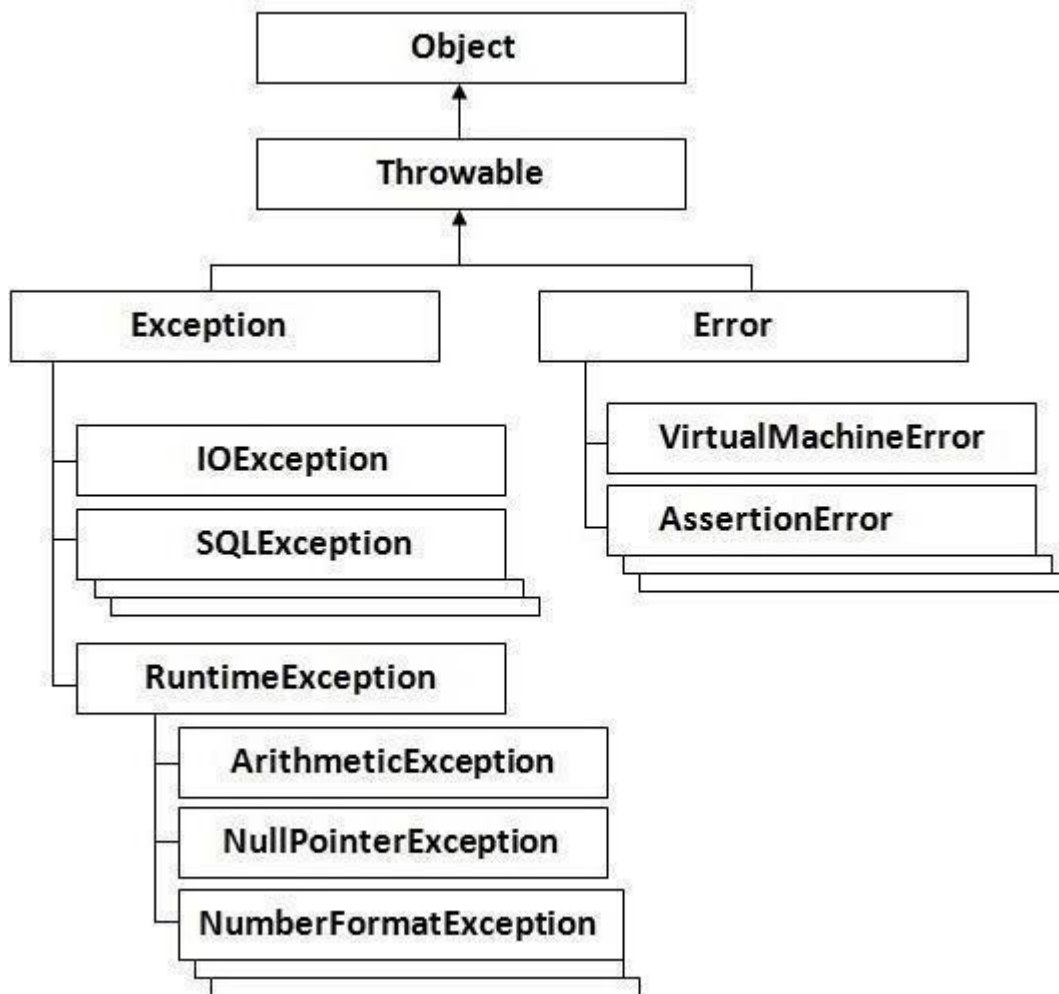 Object
Throwable
Exception
Error
IOException
SQLException
RuntimeException
ArithmeticException
NullPointerException
NumberFormatException
VirtualMachineError
AssertionError